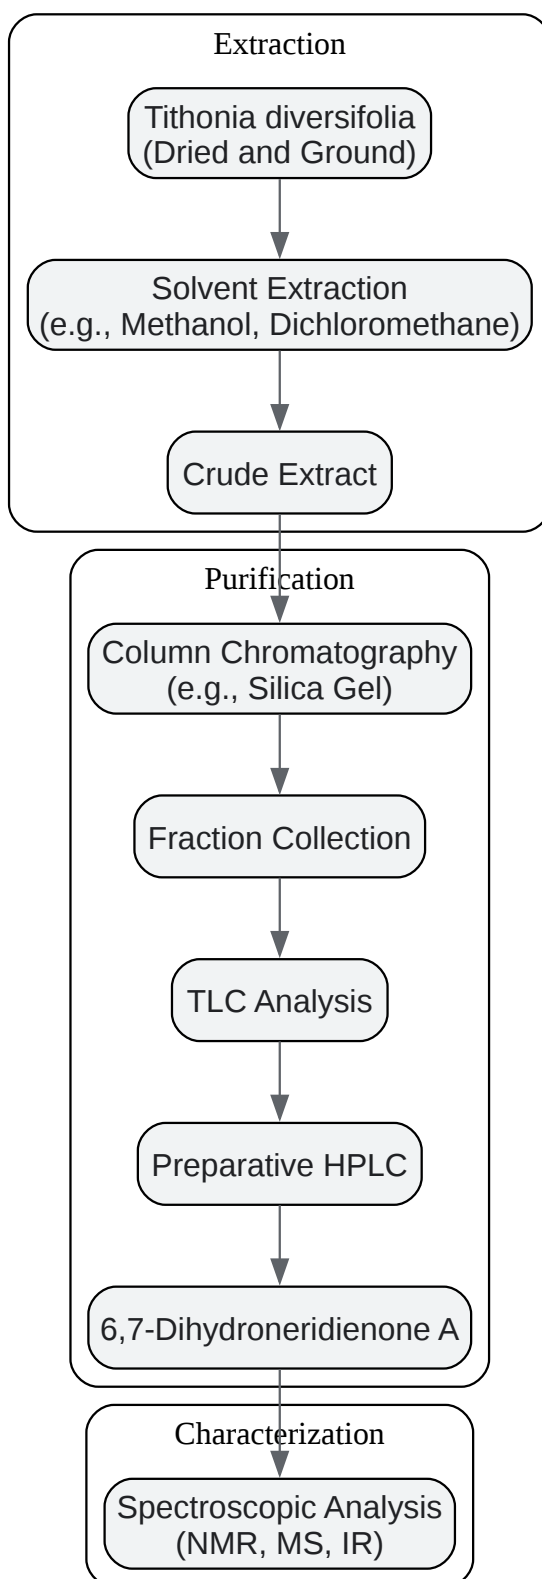 Extraction
Tithonia diversifolia
(Dried and Ground)
Solvent Extraction
(e.g., Methanol, Dichloromethane)
Crude Extract
Purification
Column Chromatography
(e.g., Silica Gel)
Fraction Collection
TLC Analysis
Preparative HPLC
6,7-Dihydroneridienone A
Characterization
Spectroscopic Analysis
(NMR, MS, IR)